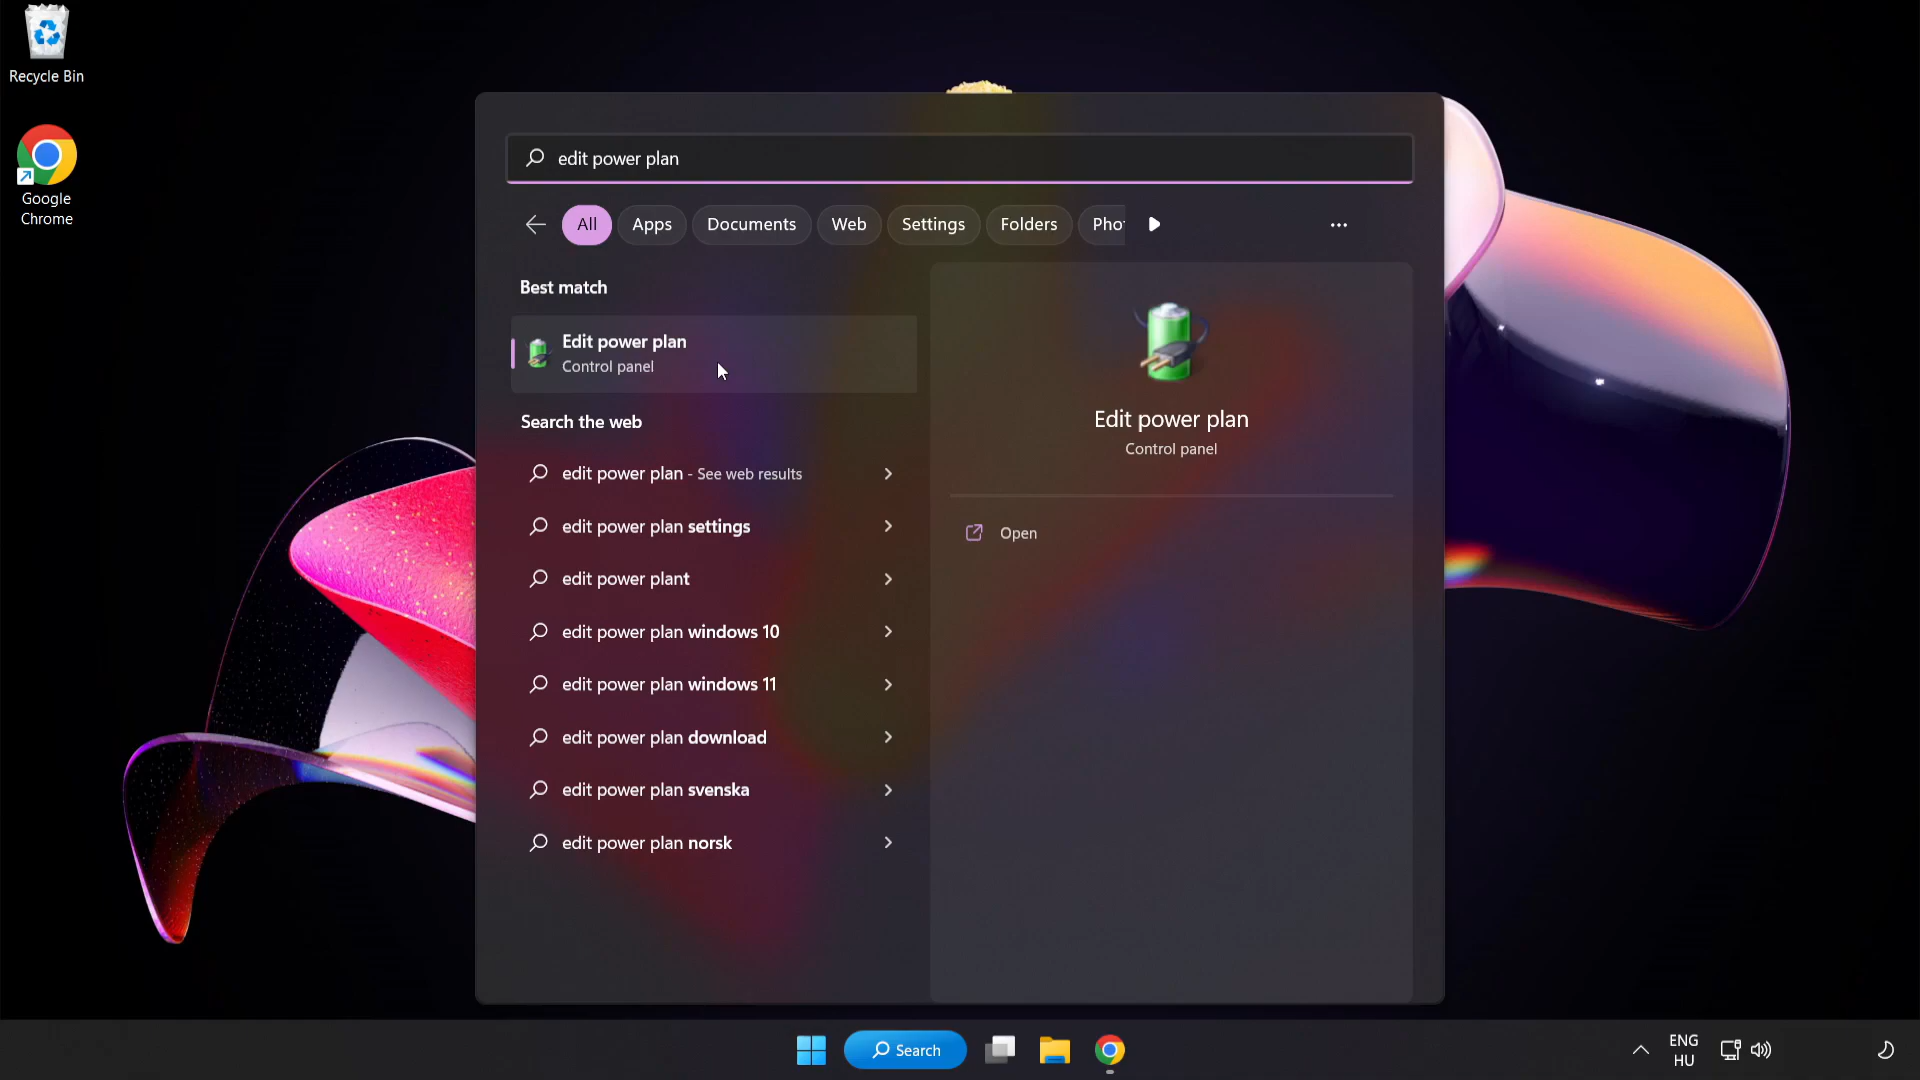 Recycle Bin
Google
Chrome
edit power plan
All
Apps
Documents
Web
Settings
Folders
Pho
Best match
Edit power plan
Control panel
Search the web
edit power plan - See web results
edit power plan settings
edit power plant
edit power plan windows 10
edit power plan windows 11
edit power plan download
edit power plan svenska
edit power plan norsk
Edit power plan
Control panel
Open
Search
ENG
HU